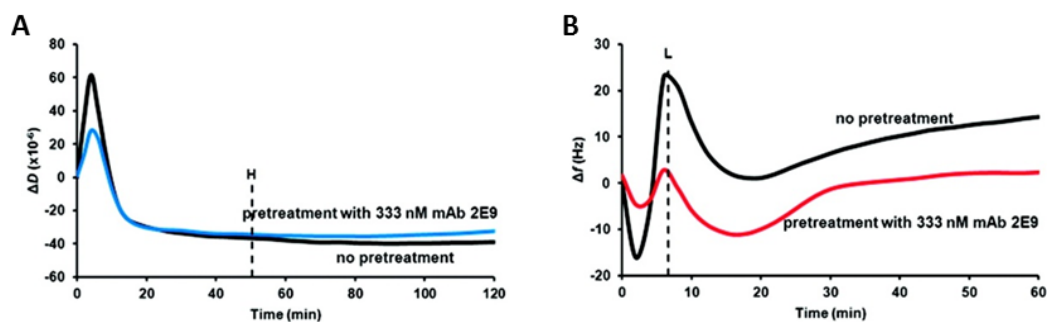 A
80
60
40
20
0
-20
-40
-60
ΔD (x10⁻⁶)
H
pretreatment with 333 nM mAb 2E9
no pretreatment
0 20 40 60 80 100 120
Time (min)
B
30
20
10
0
-10
-20
Δf (Hz)
L
no pretreatment
pretreatment with 333 nM mAb 2E9
0 10 20 30 40 50 60
Time (min)